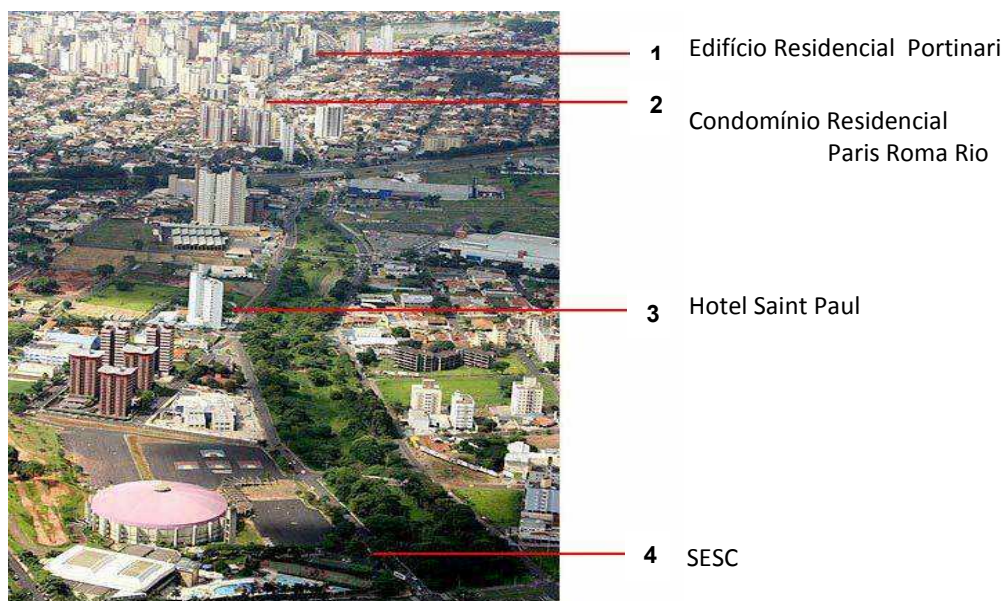 1 Edifício Residencial Portinari
2 Condomínio Residencial
Paris Roma Rio
3 Hotel Saint Paul
4 SESC